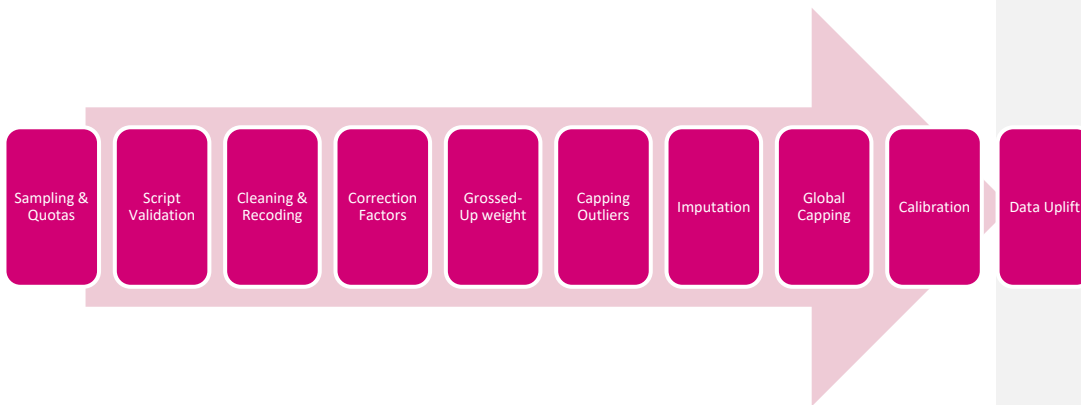 Sampling &
Quotas
Script
Validation
Cleaning &
Recoding
Correction
Factors
Grossed-
Up weight
Capping
Outliers
Imputation
Global
Capping
Calibration
Data Uplift